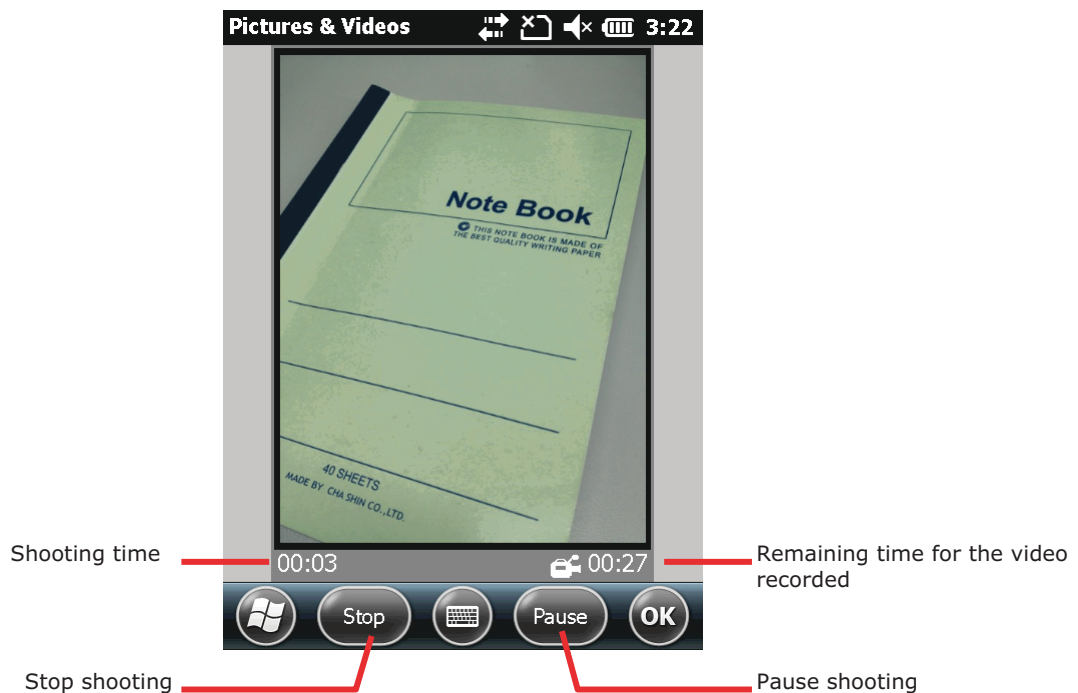 Pictures & Videos 3:22
Note Book
THIS NOTE BOOK IS MADE OF
THE BEST QUALITY WRITING PAPER
40 SHEETS
MADE BY CHA SHIN CO.,LTD.
Shooting time
00:03
00:27
Remaining time for the video
recorded
Stop
Pause
OK
Stop shooting
Pause shooting